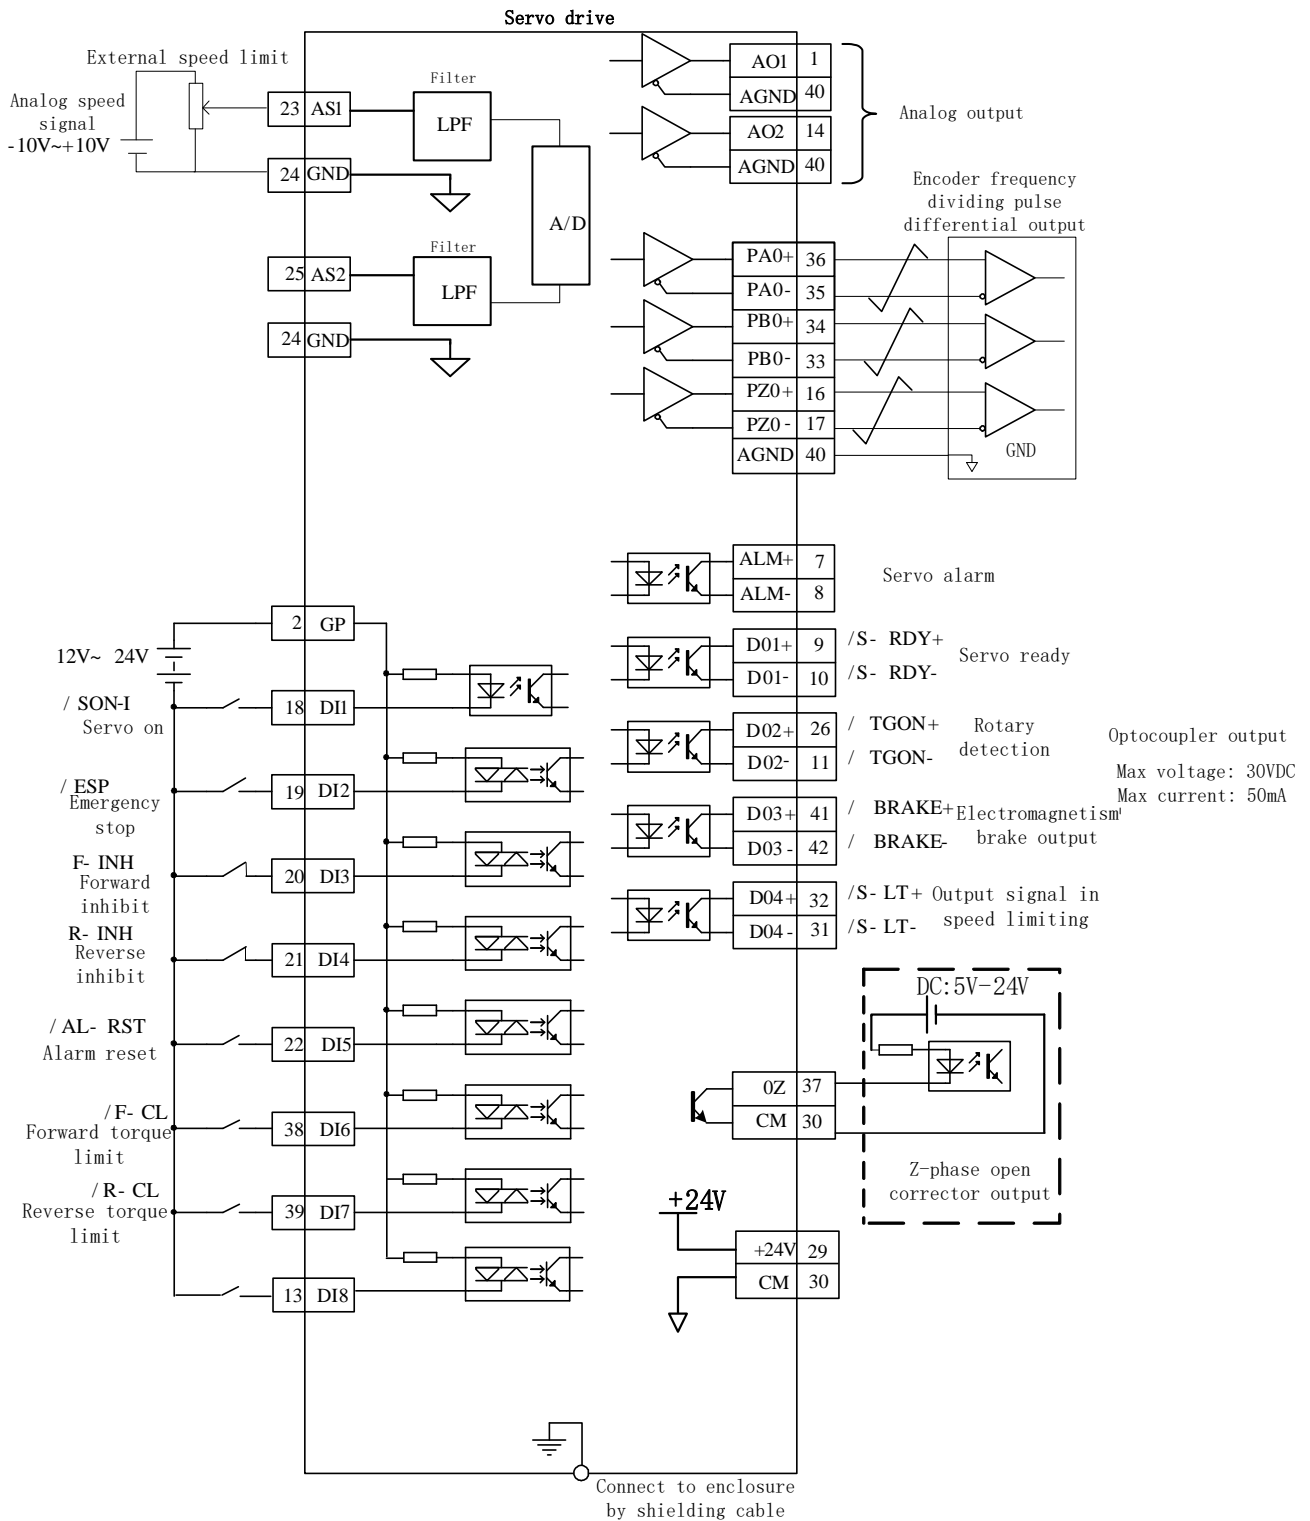 Servo drive
External speed limit
Analog speed
signal
-10V~+10V
23 AS1
24 GND
25 AS2
24 GND
Filter
LPF
Filter
LPF
A/D
AO1 1
AGND 40
AO2 14
AGND 40
Analog output
Encoder frequency
dividing pulse
differential output
PA0+ 36
PA0- 35
PB0+ 34
PB0- 33
PZ0+ 16
PZ0- 17
AGND 40
GND
ALM+ 7
ALM- 8
Servo alarm
D01+ 9 /S- RDY+
D01- 10 /S- RDY-
Servo ready
D02+ 26 / TGON+
D02- 11 / TGON-
Rotary
detection
D03+ 41 / BRAKE+
D03- 42 / BRAKE-
Electromagnetism
brake output
D04+ 32 /S- LT+
D04- 31 /S- LT-
Output signal in
speed limiting
Optocoupler output
Max voltage: 30VDC
Max current: 50mA
2 GP
12V~ 24V
/ SON-I
Servo on
18 DI1
/ ESP
Emergency
stop
19 DI2
F- INH
Forward
inhibit
20 DI3
R- INH
Reverse
inhibit
21 DI4
/ AL- RST
Alarm reset
22 DI5
/ F- CL
Forward torque
limit
38 DI6
/ R- CL
Reverse torque
limit
39 DI7
13 DI8
DC:5V-24V
0Z 37
CM 30
Z-phase open
corrector output
+24V
+24V 29
CM 30
Connect to enclosure
by shielding cable